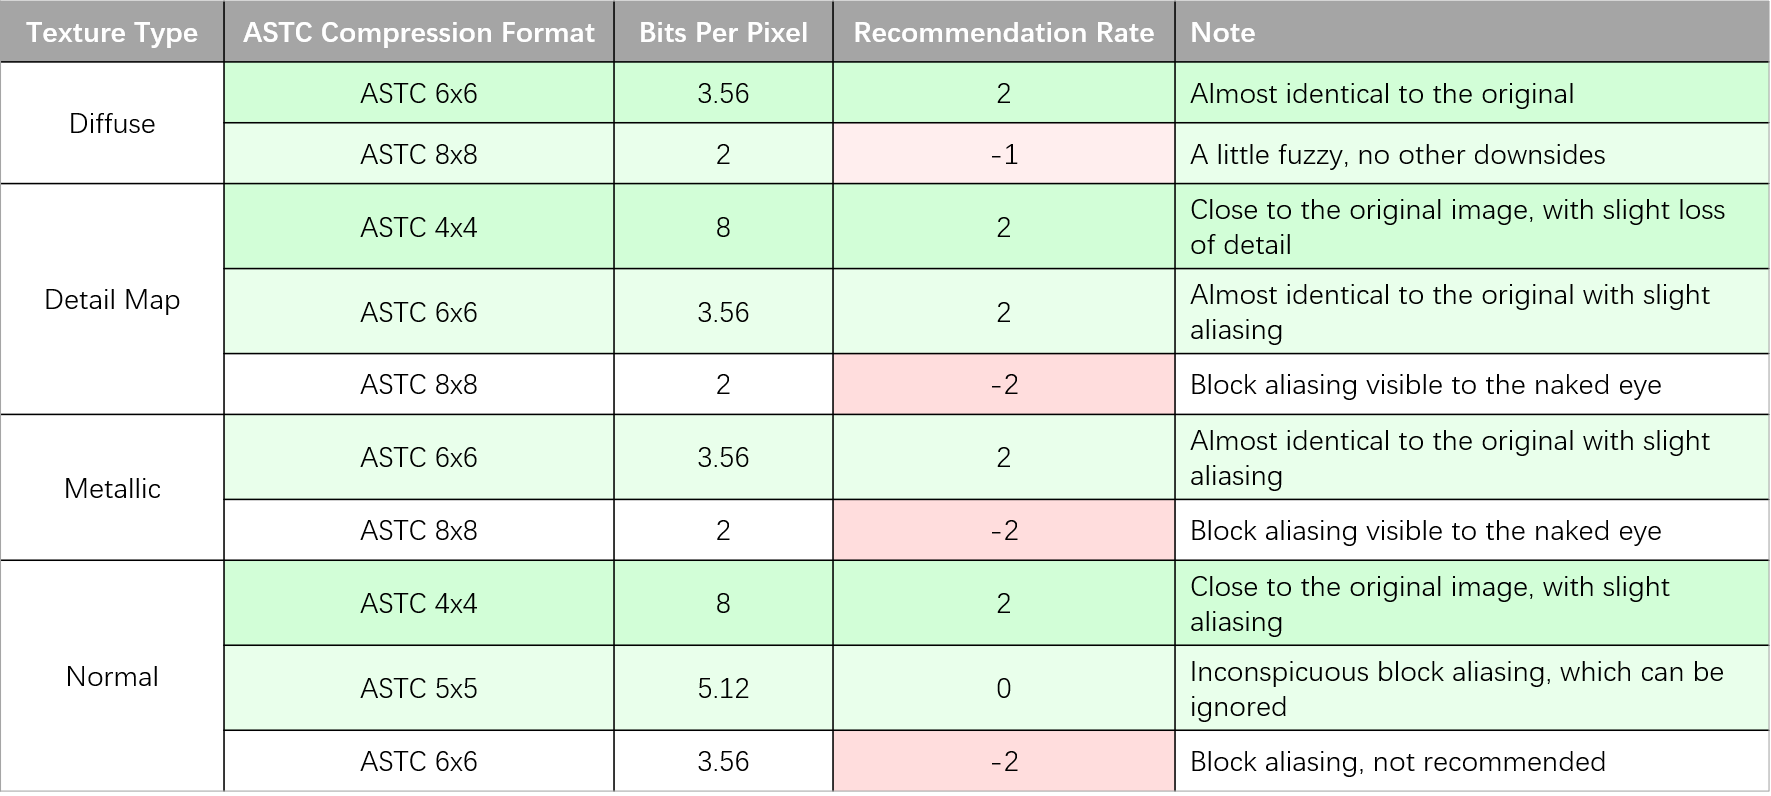 Texture Type ASTC Compression Format Bits Per Pixel Recommendation Rate Note
Diffuse
ASTC 6x6 3.56 2 Almost identical to the original
ASTC 8x8 2 -1 A little fuzzy, no other downsides
Detail Map
ASTC 4x4 8 2 Close to the original image, with slight loss
of detail
ASTC 6x6 3.56 2 Almost identical to the original with slight
aliasing
ASTC 8x8 2 -2 Block aliasing visible to the naked eye
Metallic
ASTC 6x6 3.56 2 Almost identical to the original with slight
aliasing
ASTC 8x8 2 -2 Block aliasing visible to the naked eye
Normal
ASTC 4x4 8 2 Close to the original image, with slight
aliasing
ASTC 5x5 5.12 0 Inconspicuous block aliasing, which can be
ignored
ASTC 6x6 3.56 -2 Block aliasing, not recommended